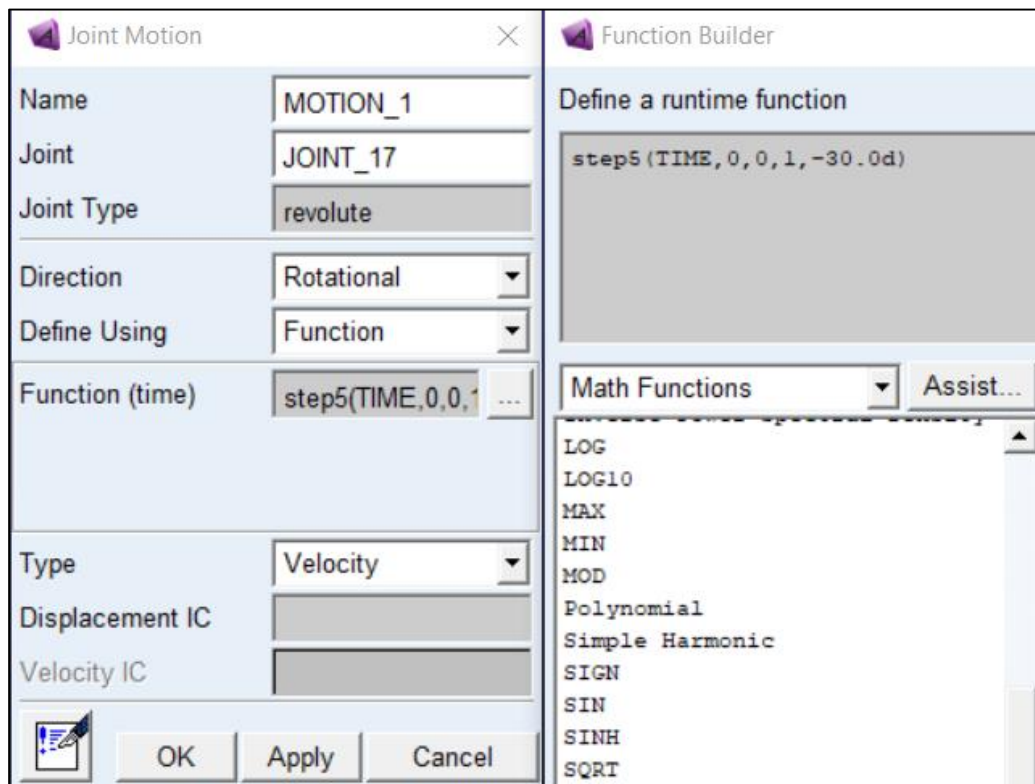 Joint Motion
Name
MOTION_1
Joint
JOINT_17
Joint Type
revolute
Direction
Rotational
Define Using
Function
Function (time)
step5(TIME,0,0,1
...
Type
Velocity
Displacement IC
Velocity IC
OK
Apply
Cancel
Function Builder
Define a runtime function
step5(TIME,0,0,1,-30.0d)
Math Functions
Assist...
LOG
LOG10
MAX
MIN
MOD
Polynomial
Simple Harmonic
SIGN
SIN
SINH
SQRT